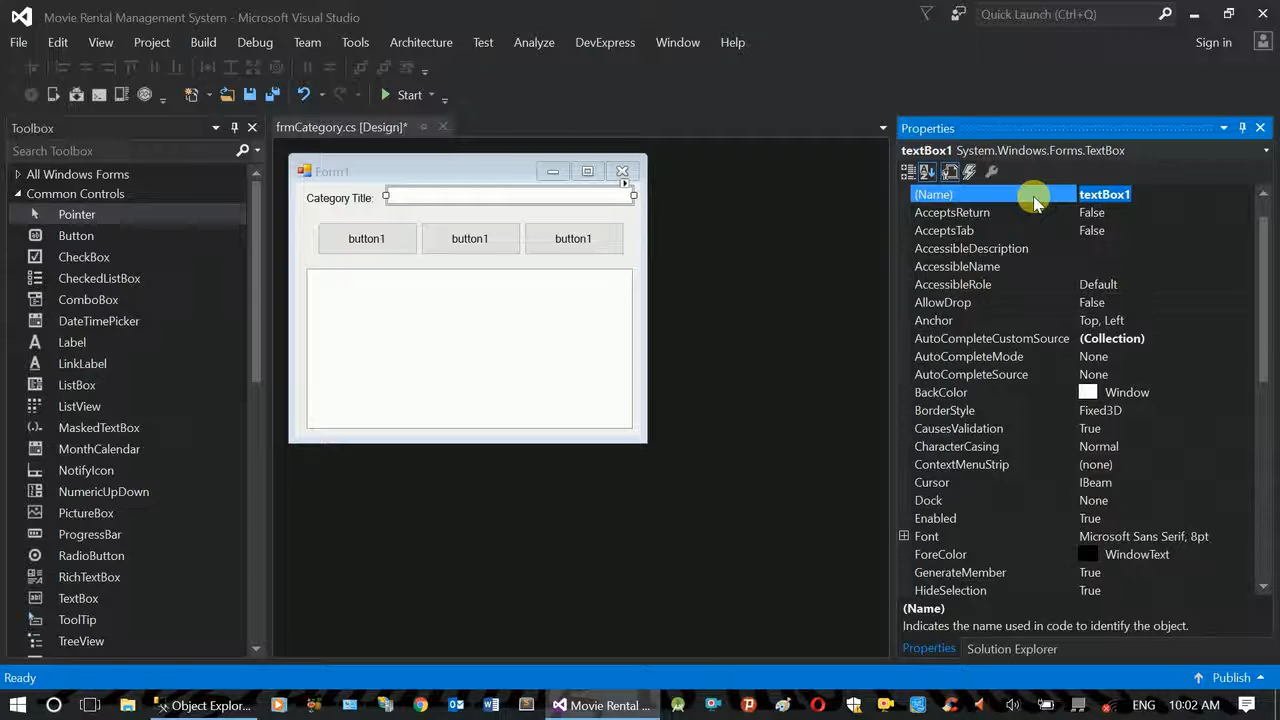 Movie Rental Management System - Microsoft Visual Studio
Quick Launch (Ctrl+Q)
File Edit View Project Build Debug Team Tools Architecture Test Analyze DevExpress Window Help
Sign in
Start
Toolbox
Search Toolbox
All Windows Forms
Common Controls
Pointer
Button
CheckBox
CheckedListBox
ComboBox
DateTimePicker
Label
LinkLabel
ListBox
ListView
MaskedTextBox
MonthCalendar
NotifyIcon
NumericUpDown
PictureBox
ProgressBar
RadioButton
RichTextBox
TextBox
ToolTip
TreeView
frmCategory.cs [Design]*
Form1
Category Title:
button1 button1 button1
Properties
textBox1 System.Windows.Forms.TextBox
(Name) textBox1
AcceptsReturn False
AcceptsTab False
AccessibleDescription
AccessibleName
AccessibleRole Default
AllowDrop False
Anchor Top, Left
AutoCompleteCustomSource (Collection)
AutoCompleteMode None
AutoCompleteSource None
BackColor Window
BorderStyle Fixed3D
CausesValidation True
CharacterCasing Normal
ContextMenuStrip (none)
Cursor IBeam
Dock None
Enabled True
Font Microsoft Sans Serif, 8pt
ForeColor WindowText
GenerateMember True
HideSelection True
(Name)
Indicates the name used in code to identify the object.
Properties Solution Explorer
Ready
Publish
Object Explor...
Movie Rental ...
ENG 10:02 AM